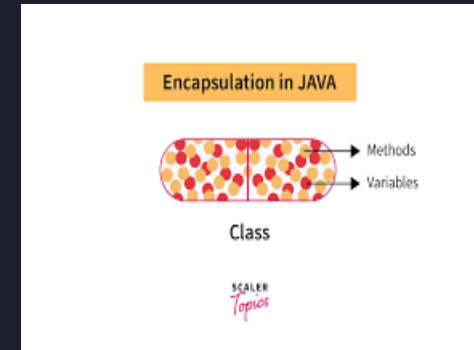 Encapsulation in JAVA
Methods
Variables
Class
SCALER
Topics